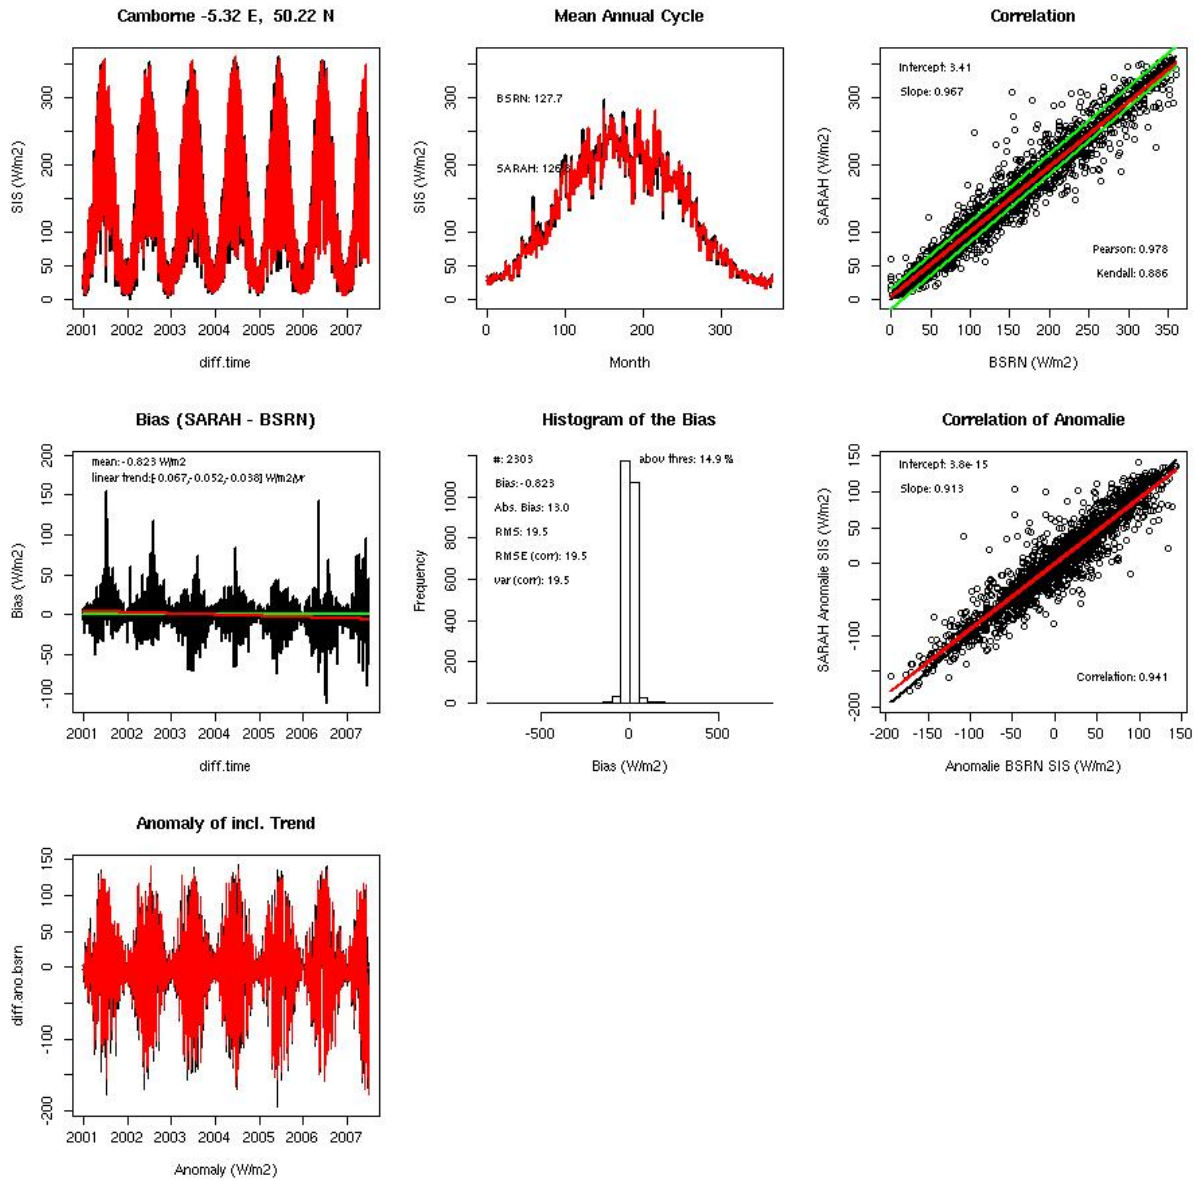 Camborne -5.32 E, 50.22 N
SIS (W/m2)
300
200
100
50
0
2001 2002 2003 2004 2005 2006 2007
diff.time
Mean Annual Cycle
BSRN: 127.7
SIS (W/m2)
300
200
100
50
0
0 100 200 300
Month
Correlation
Intercept: 3.41
Slope: 0.967
SARAH (W/m2)
300
200
100
50
0
Pearson: 0.978
Kendall: 0.886
0 50 100 150 200 250 300 350
BSRN (W/m2)
Bias (SARAH - BSRN)
mean: -0.823 W/m2
linear trend:[-0.067,-0.052,-0.038] W/m2/yr
Bias (W/m2)
200
150
100
50
0
-50
-100
2001 2002 2003 2004 2005 2006 2007
diff.time
Histogram of the Bias
#: 2303
abov thres: 14.9 %
Bias: -0.823
Abs. Bias: 13.0
RMS: 19.5
RMSE (corr): 19.5
var (corr): 19.5
Frequency
1000
800
600
400
200
0
-500 0 500
Bias (W/m2)
Correlation of Anomalie
Intercept: 3.8e-15
Slope: 0.913
SARAH Anomalie SIS (W/m2)
150
100
50
0
-100
-200
Correlation: 0.941
-200 -150 -100 -50 0 50 100 150
Anomalie BSRN SIS (W/m2)
Anomaly of incl. Trend
diff.ano.bsrn
150
100
50
0
-100
-200
2001 2002 2003 2004 2005 2006 2007
Anomaly (W/m2)